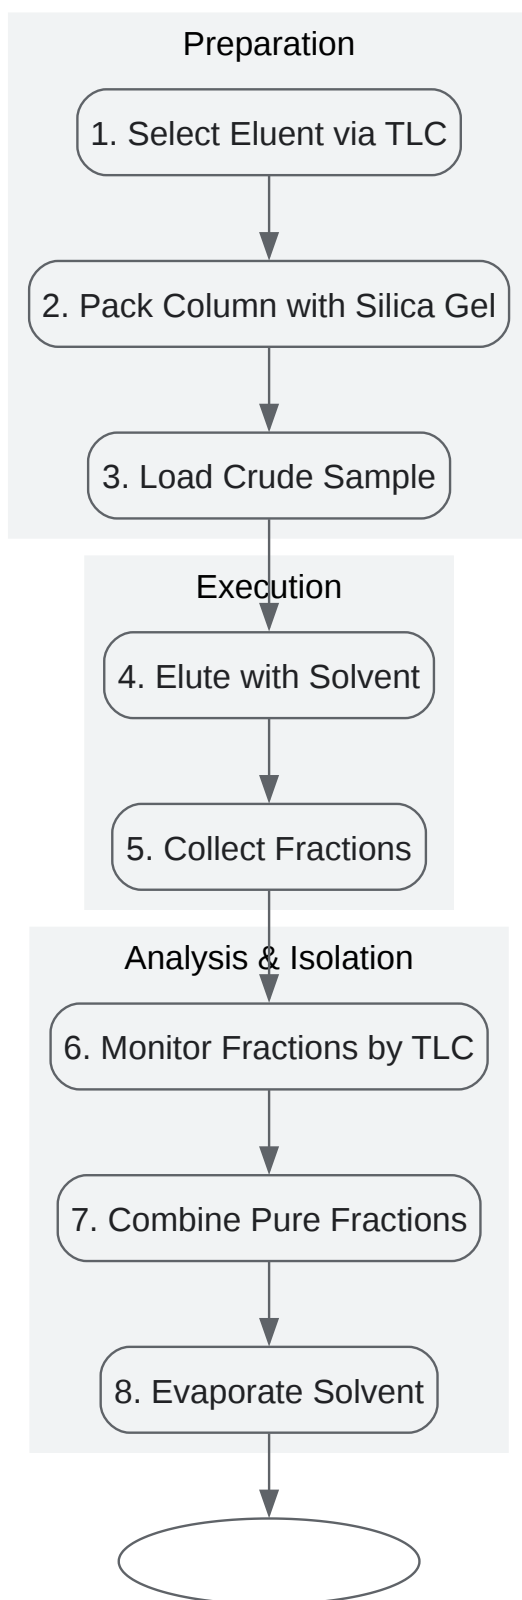 Preparation
1. Select Eluent via TLC
2. Pack Column with Silica Gel
3. Load Crude Sample
Execution
4. Elute with Solvent
5. Collect Fractions
Analysis & Isolation
6. Monitor Fractions by TLC
7. Combine Pure Fractions
8. Evaporate Solvent